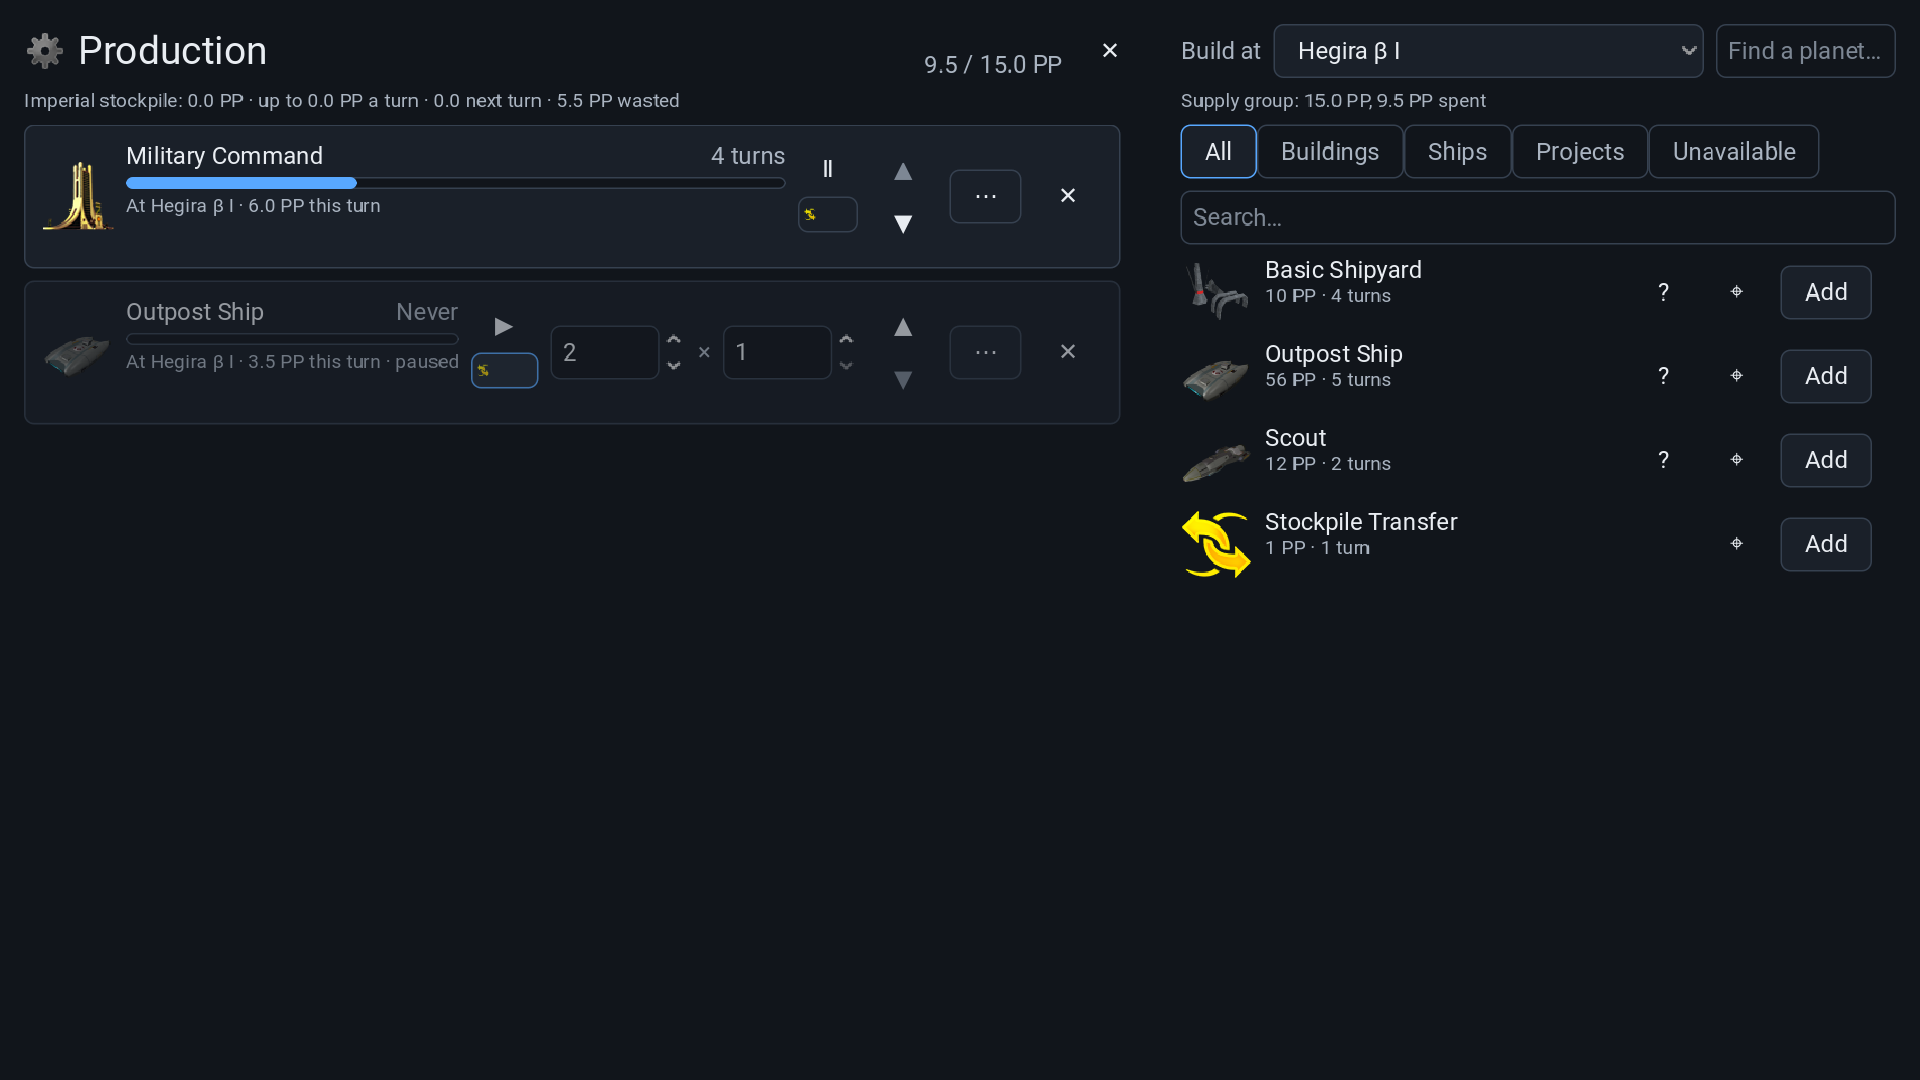 Production
9.5 / 15.0 PP
×
Imperial stockpile: 0.0 PP · up to 0.0 PP a turn · 0.0 next turn · 5.5 PP wasted
Military Command
4 turns
At Hegira β I · 6.0 PP this turn
...
×
Outpost Ship
Never
At Hegira β I · 3.5 PP this turn · paused
2 × 1
...
×
Build at
Hegira β I
Find a planet...
Supply group: 15.0 PP, 9.5 PP spent
All
Buildings
Ships
Projects
Unavailable
Search...
Basic Shipyard
10 PP · 4 turns
?
Add
Outpost Ship
56 PP · 5 turns
?
Add
Scout
12 PP · 2 turns
?
Add
Stockpile Transfer
1 PP · 1 turn
Add